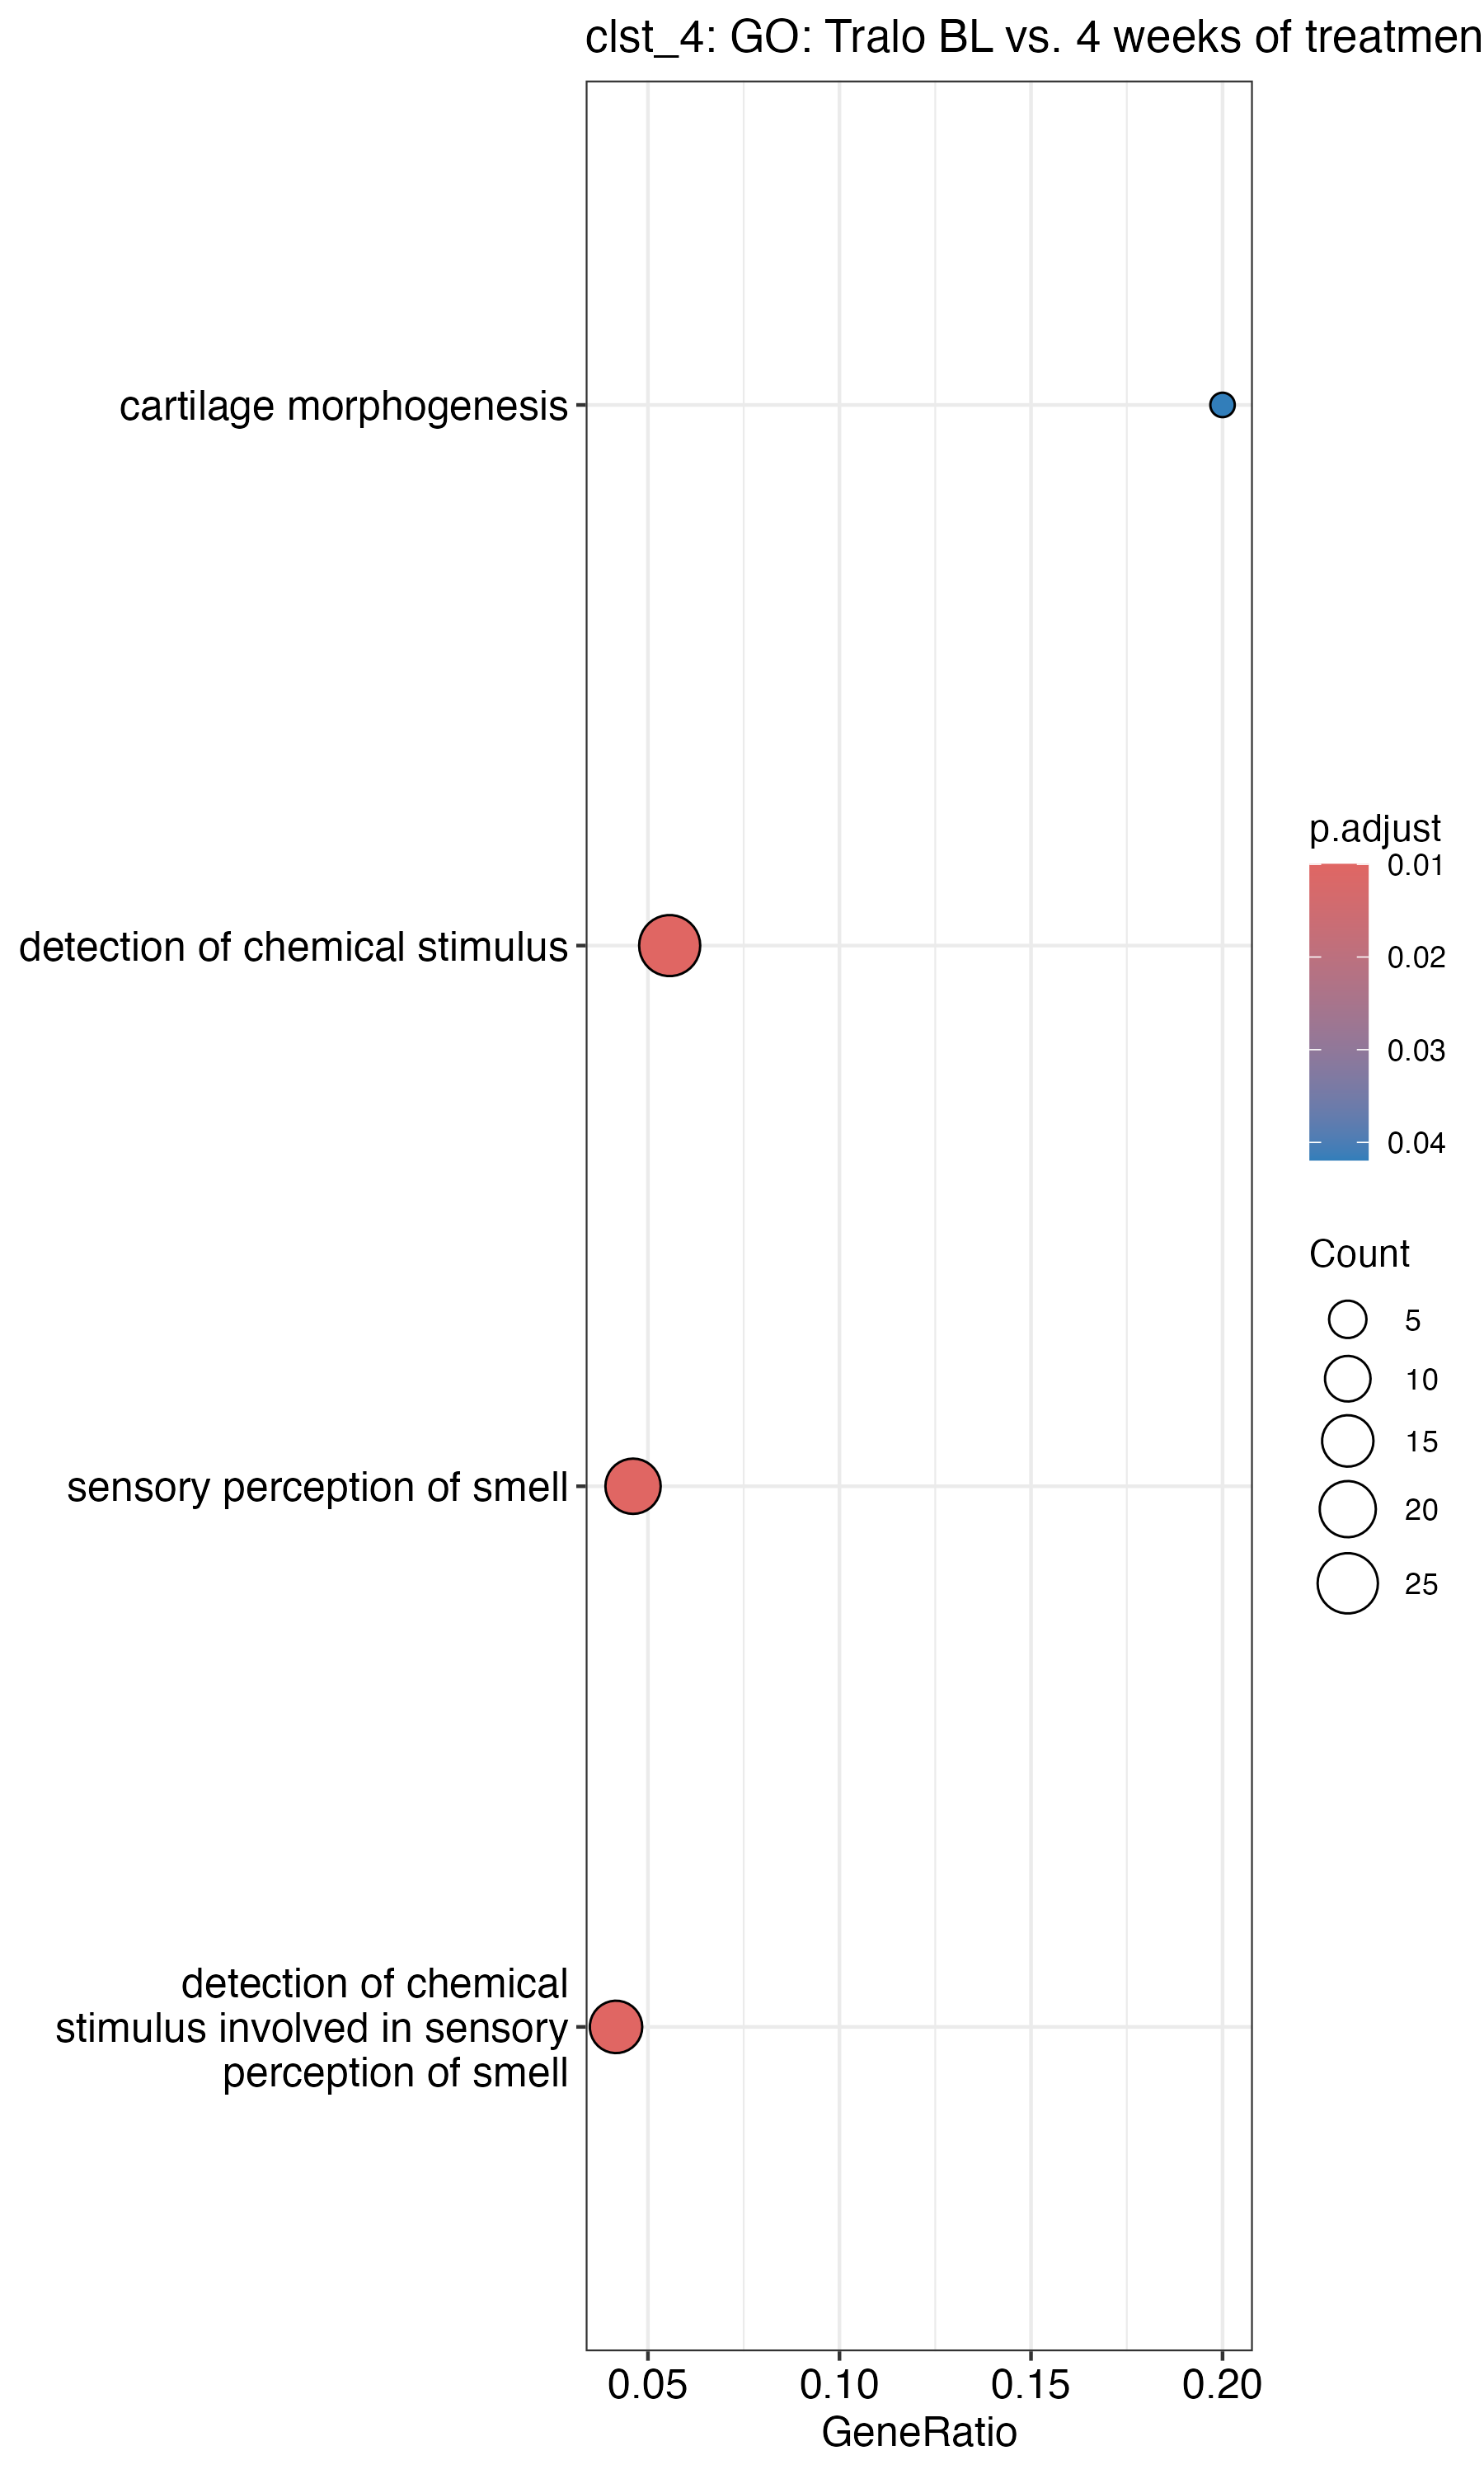 clst_4: GO: Tralo BL vs. 4 weeks of treatmen
cartilage morphogenesis
detection of chemical stimulus
sensory perception of smell
detection of chemical
stimulus involved in sensory
perception of smell
0.05
0.10
0.15
0.20
GeneRatio
p.adjust
0.01
0.02
0.03
0.04
Count
5
10
15
20
25